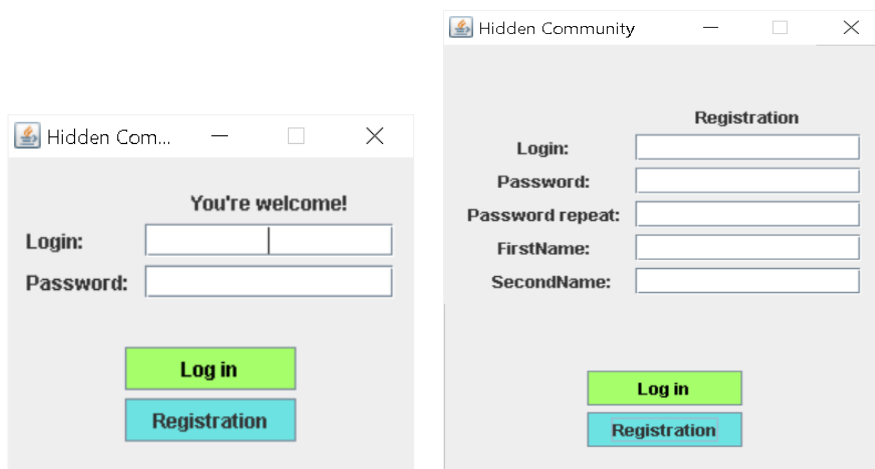 Hidden Com...
You're welcome!
Login:
Password:
Log in
Registration
Hidden Community
Registration
Login:
Password:
Password repeat:
FirstName:
SecondName:
Log in
Registration